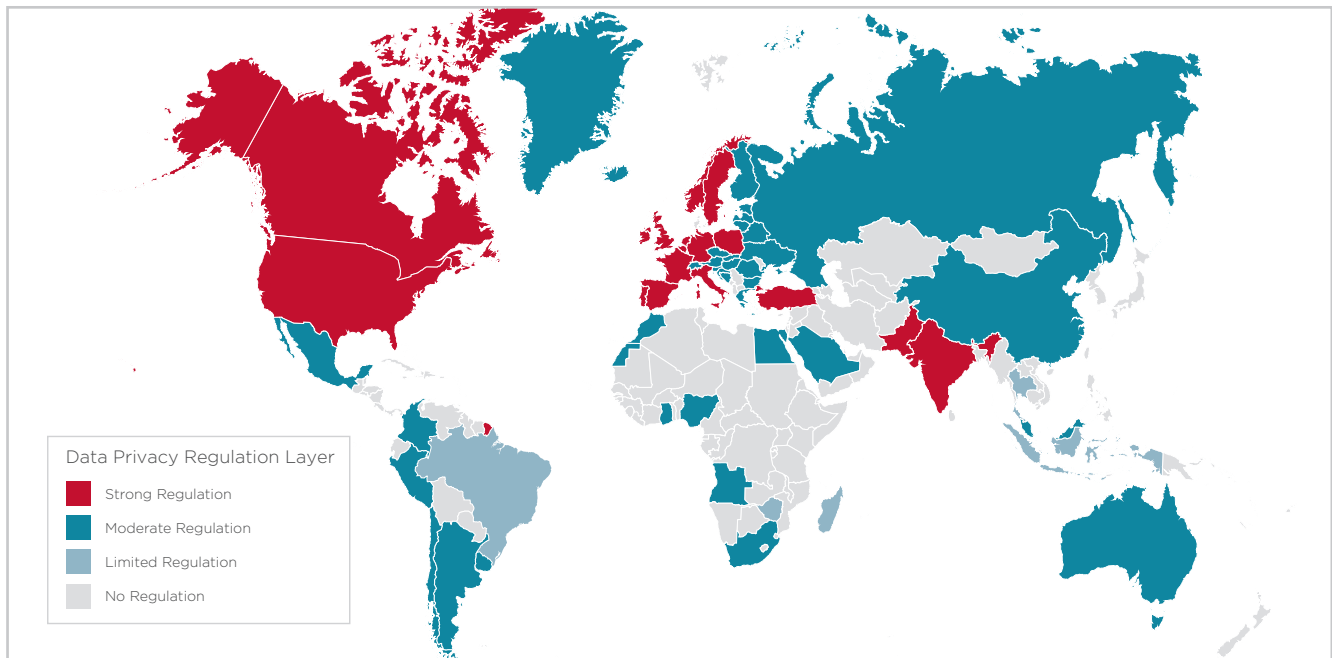 Data Privacy Regulation Layer
Strong Regulation
Moderate Regulation
Limited Regulation
No Regulation